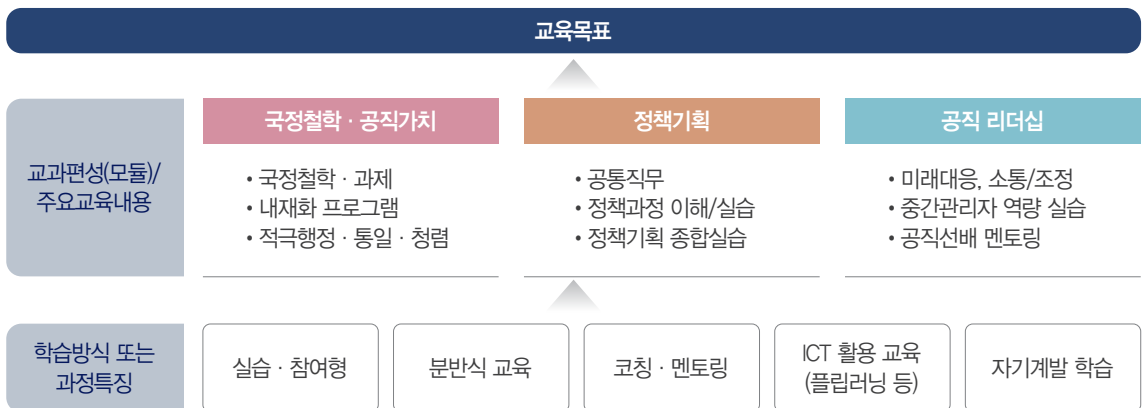 교육목표
국정철학 · 공직가치
정책기획
공직 리더십
교과편성(모듈)/
주요교육내용
• 국정철학 · 과제
• 내재화 프로그램
• 적극행정 · 통일 · 청렴
• 공통직무
• 정책과정 이해/실습
• 정책기획 종합실습
• 미래대응, 소통/조정
• 중간관리자 역량 실습
• 공직선배 멘토링
학습방식 또는
과정특징
실습 · 참여형
분반식 교육
코칭 · 멘토링
ICT 활용 교육
(플립러닝 등)
자기계발 학습